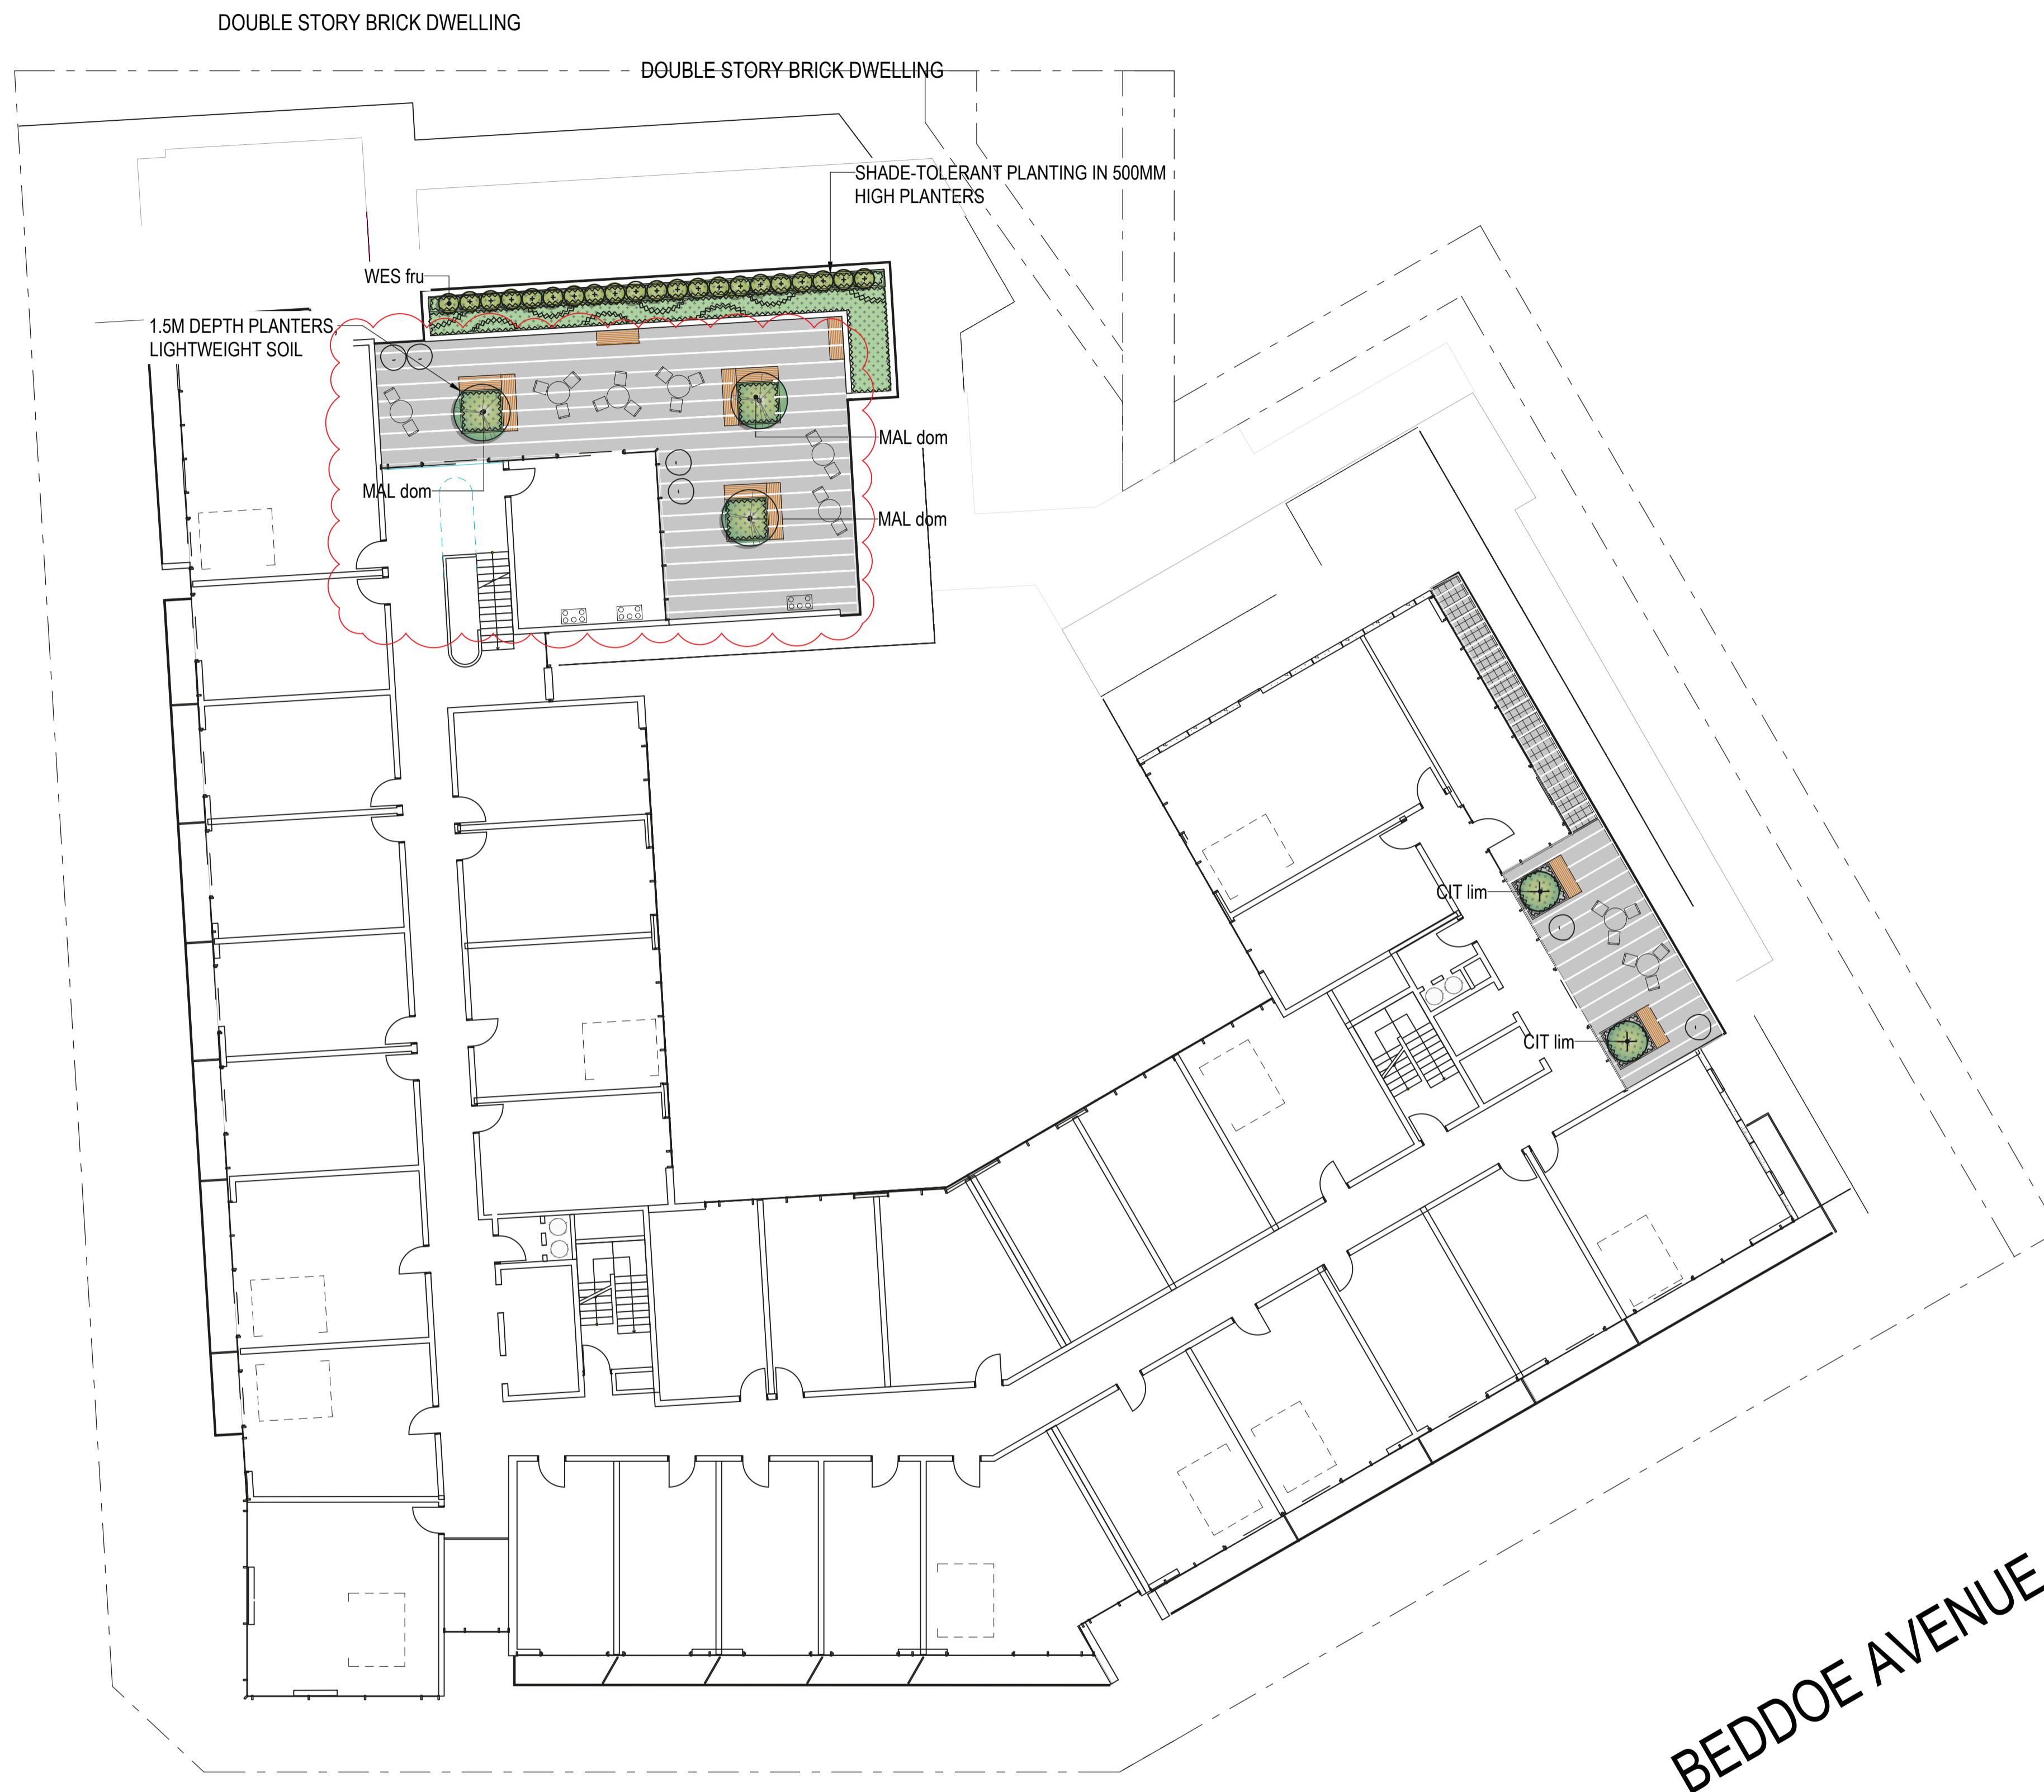 DOUBLE STORY BRICK DWELLING
DOUBLE STORY BRICK DWELLING
SHADE-TOLERANT PLANTING IN 500MM
HIGH PLANTERS
WES fru
1.5M DEPTH PLANTERS,
LIGHTWEIGHT SOIL
MAL dom
MAL dom
MAL dom
CIT lim
CIT lim
BEDDOE AVENUE